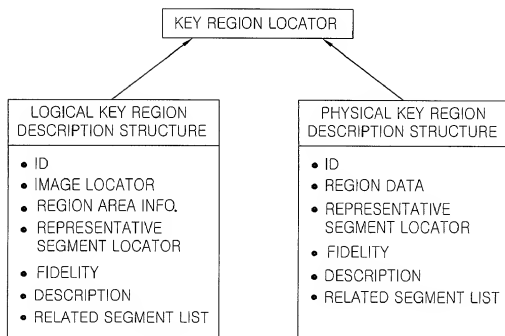 KEY REGION LOCATOR
LOGICAL KEY REGION
DESCRIPTION STRUCTURE
• ID
• IMAGE LOCATOR
• REGION AREA INFO.
• REPRESENTATIVE
SEGMENT LOCATOR
• FIDELITY
• DESCRIPTION
• RELATED SEGMENT LIST
PHYSICAL KEY REGION
DESCRIPTION STRUCTURE
• ID
• REGION DATA
• REPRESENTATIVE
SEGMENT LOCATOR
• FIDELITY
• DESCRIPTION
• RELATED SEGMENT LIST